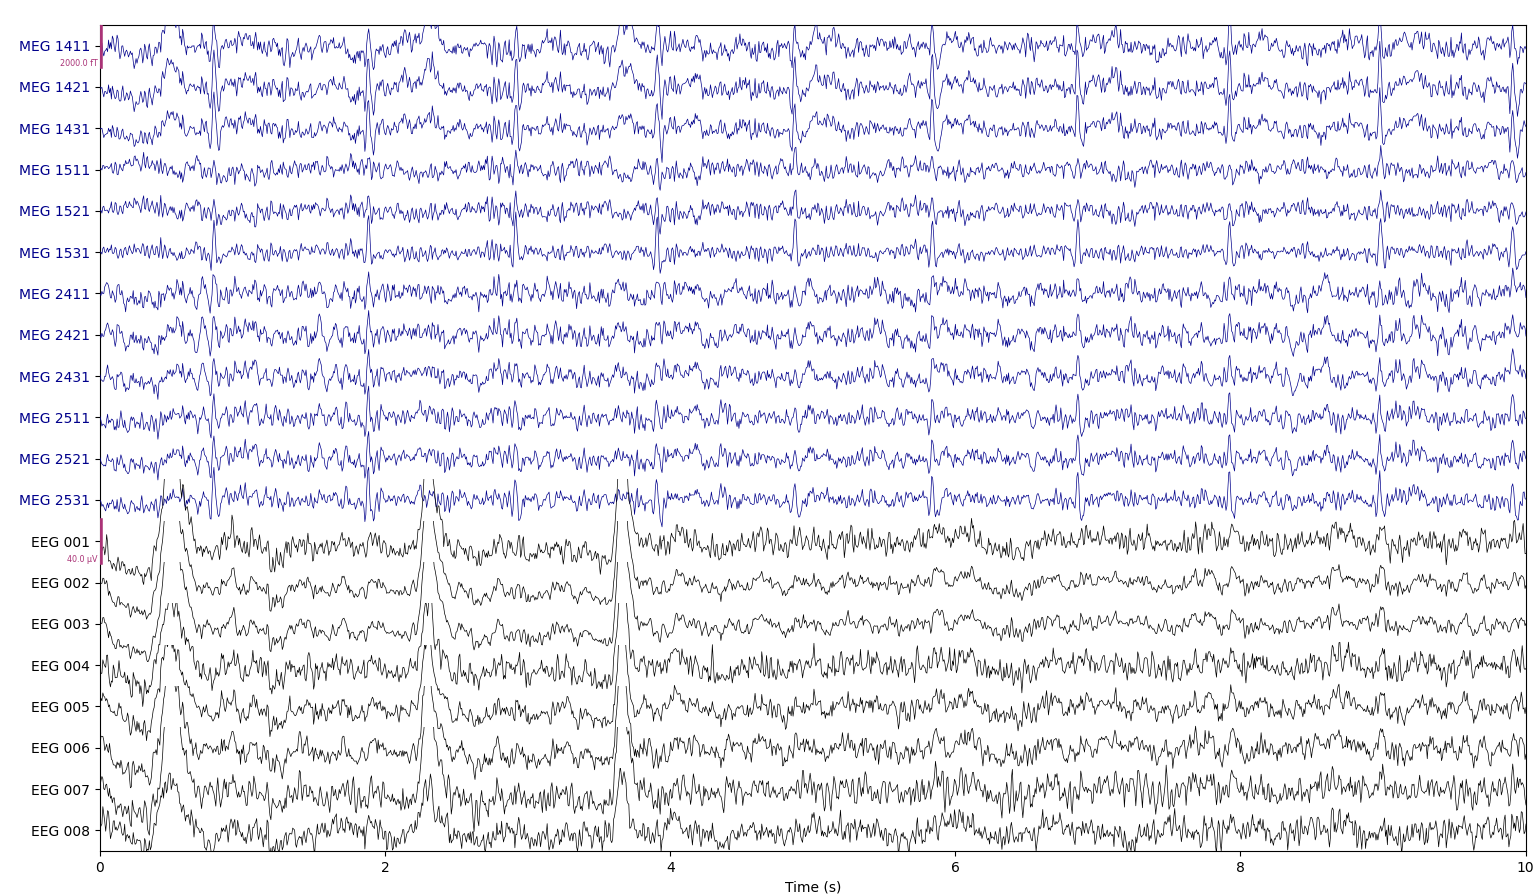 MEG 1411
2000.0 fT
MEG 1421
MEG 1431
MEG 1511
MEG 1521
MEG 1531
MEG 2411
MEG 2421
MEG 2431
MEG 2511
MEG 2521
MEG 2531
EEG 001
40.0 µV
EEG 002
EEG 003
EEG 004
EEG 005
EEG 006
EEG 007
EEG 008
0 2 4 6 8 10
Time (s)